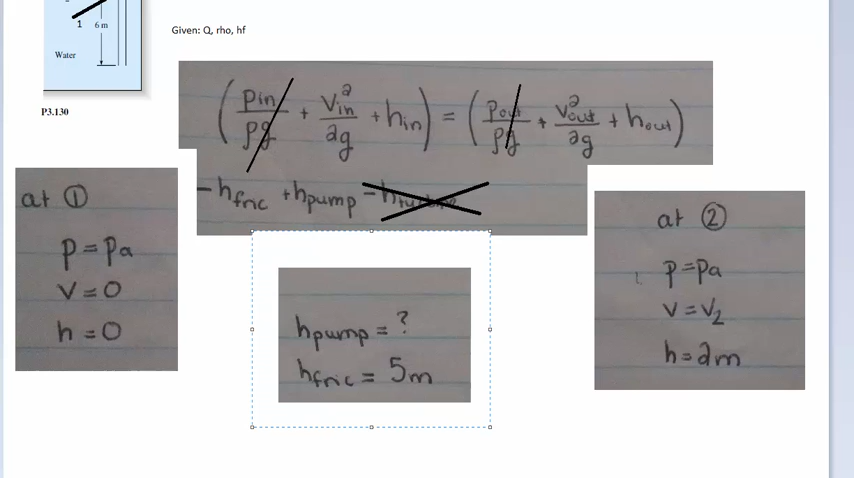 1 6 m
Water
P3.130
Given: Q, rho, hf
(pin/ρg + Vin²/2g + hin) = (pout/ρg + Vout²/2g + hout)
- hfric + hpump -
at ①
p = pa
V = 0
h = 0
hpump = ?
hfric = 5m
at ②
p = pa
V = V2
h = 2m